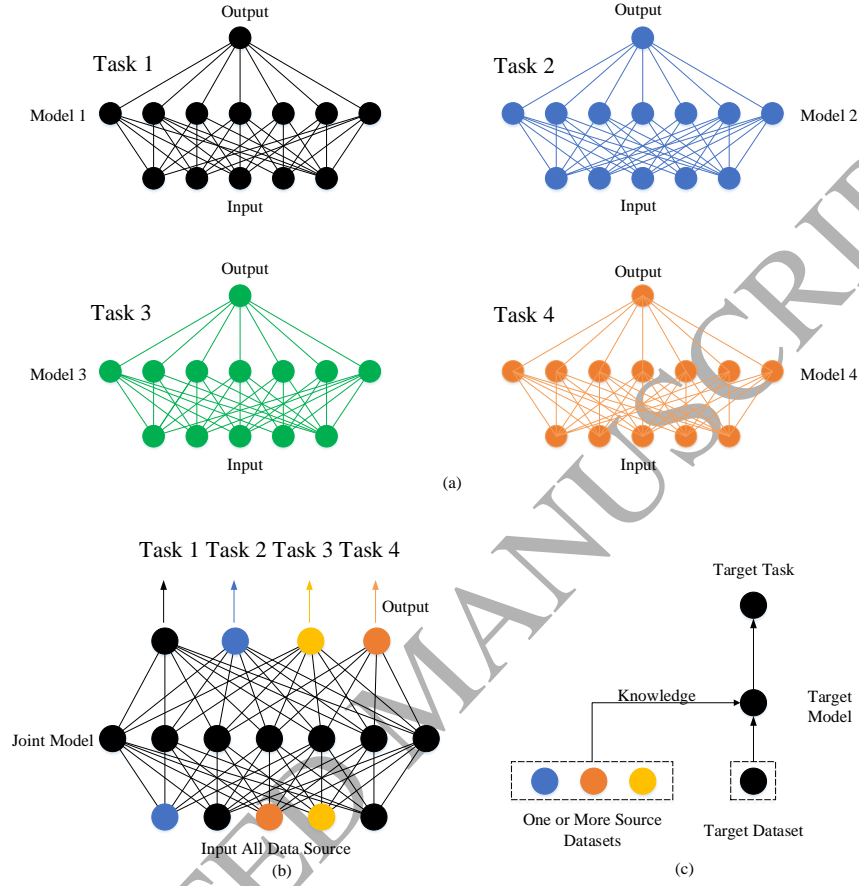 Output
Output
Task 1
Task 2
Model 1
Model 2
Input
Input
Output
Output
Task 3
Task 4
Model 3
Model 4
Input
Input
(a)
Task 1 Task 2 Task 3 Task 4
Output
Joint Model
Input All Data Source
(b)
Target Task
Knowledge
Target
Model
One or More Source
Datasets
Target Dataset
(c)
TED MANUSCRIP